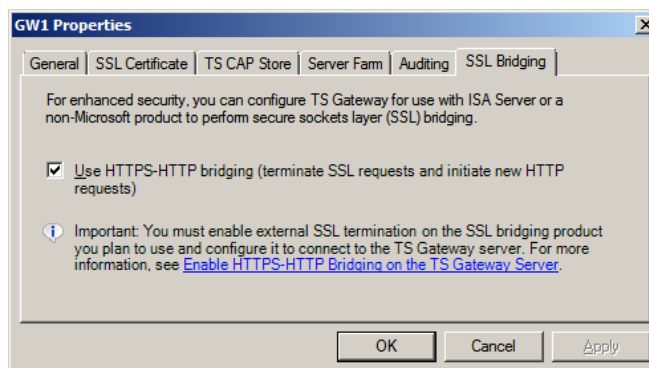 GW1 Properties
General SSL Certificate TS CAP Store Server Farm Auditing SSL Bridging
For enhanced security, you can configure TS Gateway for use with ISA Server or a
non-Microsoft product to perform secure sockets layer (SSL) bridging.
Use HTTPS-HTTP bridging (terminate SSL requests and initiate new HTTP
requests)
Important: You must enable external SSL termination on the SSL bridging product
you plan to use and configure it to connect to the TS Gateway server. For more
information, see Enable HTTPS-HTTP Bridging on the TS Gateway Server.
OK Cancel Apply